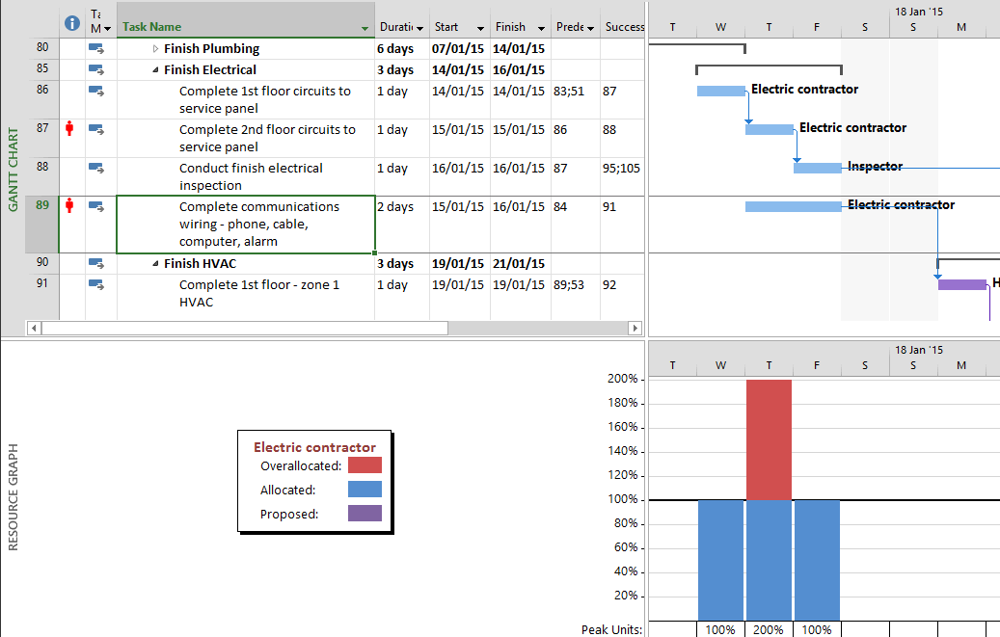 18 Jan '15
Ta
M Task Name Duratic Start Finish Prede Success
T W T F S S M
80 Finish Plumbing 6 days 07/01/15 14/01/15
85 Finish Electrical 3 days 14/01/15 16/01/15
86 Complete 1st floor circuits to service panel 1 day 14/01/15 14/01/15 83;51 87 Electric contractor
87 Complete 2nd floor circuits to service panel 1 day 15/01/15 15/01/15 86 88 Electric contractor
88 Conduct finish electrical inspection 1 day 16/01/15 16/01/15 87 95;105 Inspector
89 Complete communications wiring - phone, cable, computer, alarm 2 days 15/01/15 16/01/15 84 91 Electric contractor
90 Finish HVAC 3 days 19/01/15 21/01/15
91 Complete 1st floor - zone 1 HVAC 1 day 19/01/15 19/01/15 89;53 92 H
GANTT CHART
18 Jan '15
T W T F S S M
RESOURCE GRAPH
Electric contractor
Overallocated:
Allocated:
Proposed:
200%
180%
160%
140%
120%
100%
80%
60%
40%
20%
Peak Units: 100% 200% 100%